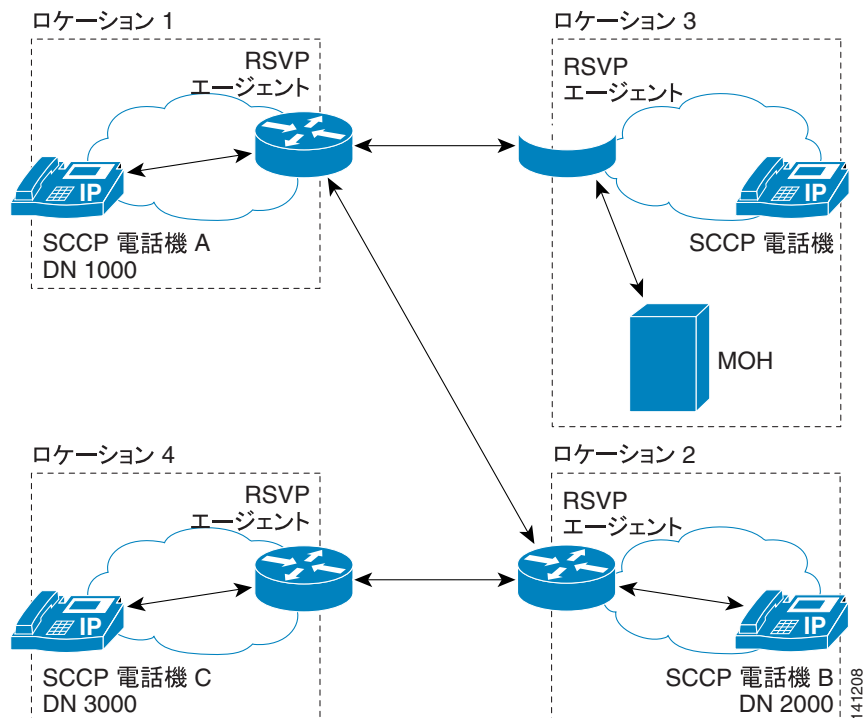 ロケーション 1
RSVP
エージェント
IP
SCCP 電話機 A
DN 1000
ロケーション 3
RSVP
エージェント
IP
SCCP 電話機
MOH
ロケーション 4
RSVP
エージェント
IP
SCCP 電話機 C
DN 3000
ロケーション 2
RSVP
エージェント
IP
SCCP 電話機 B
DN 2000
141208